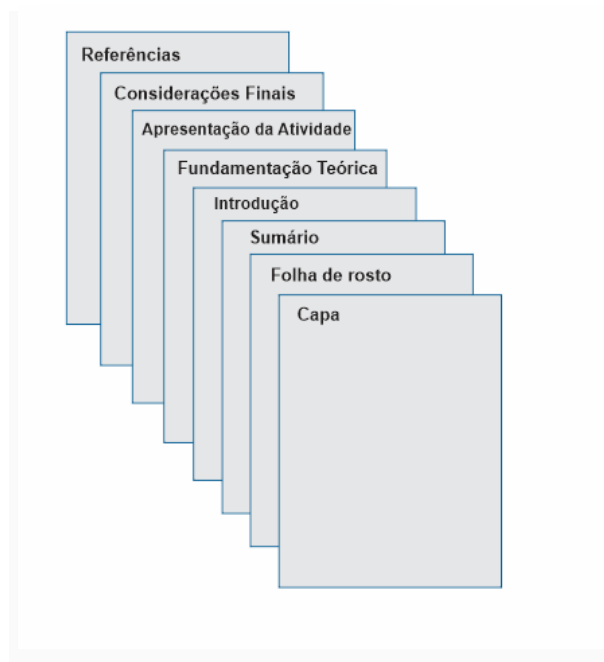 Referências
Considerações Finais
Apresentação da Atividade
Fundamentação Teórica
Introdução
Sumário
Folha de rosto
Capa